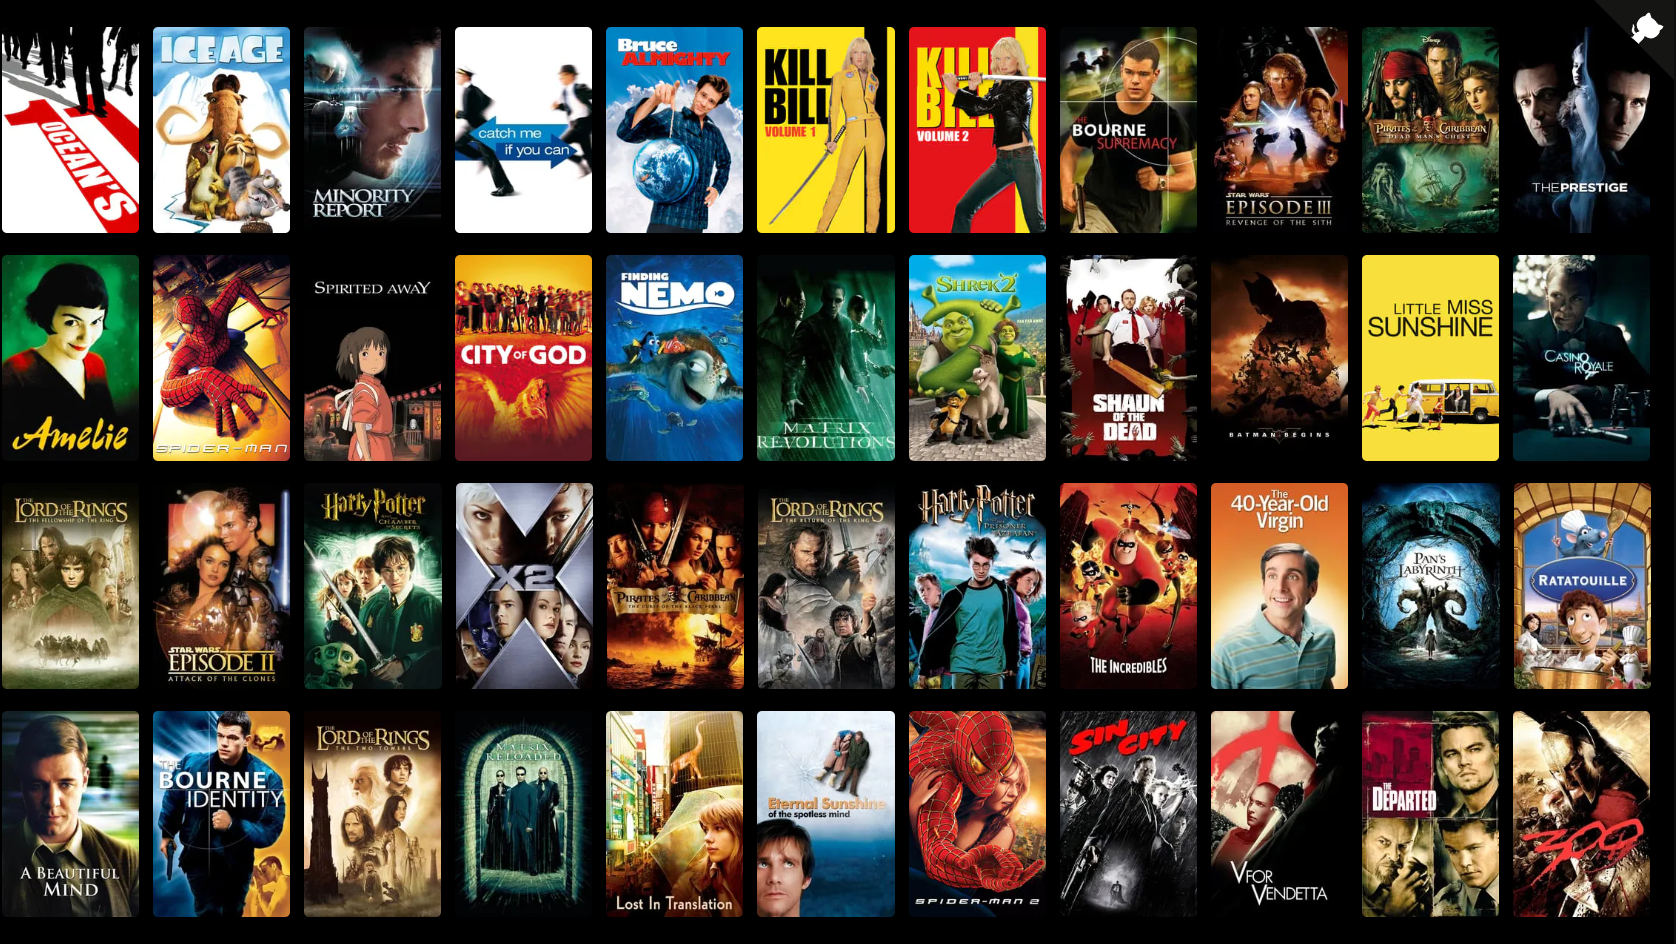 1
OCEAN'S
ICE AGE
MINORITY
REPORT
catch me
if you can
Bruce
ALMIGHTY
KILL
BILL
VOLUME 1
KILL
BILL
VOLUME 2
THE
BOURNE
SUPREMACY
STAR WARS
EPISODE III
REVENGE OF THE SITH
Disney
PIRATES of the CARIBBEAN
DEAD MAN'S CHEST
THE PRESTIGE
Amelie
SPIDER-MAN
SPIRITED AWAY
CITY OF GOD
FINDING
NEMO
MATRIX
REVOLUTIONS
SHREK 2
FAR FAR AWAY
SHAUN
OF THE
DEAD
BATMAN BEGINS
LITTLE MISS
SUNSHINE
CASINO
ROYALE
THE
LORD OF THE RINGS
THE FELLOWSHIP OF THE RING
STAR WARS
EPISODE II
ATTACK OF THE CLONES
Harry Potter
AND THE
CHAMBER
OF SECRETS
X2
PIRATES of the CARIBBEAN
THE CURSE OF THE BLACK PEARL
THE
LORD OF THE RINGS
THE RETURN OF THE KING
Harry Potter
AND THE
PRISONER
OF AZKABAN
THE INCREDIBLES
The
40-Year-Old
Virgin
PAN'S
LABYRINTH
RATATOUILLE
A BEAUTIFUL
MIND
THE
BOURNE
IDENTITY
THE
LORD OF THE RINGS
THE TWO TOWERS
THE
MATRIX
RELOADED
Lost In Translation
Eternal Sunshine
of the spotless mind
SPIDER-MAN 2
SIN CITY
V FOR
VENDETTA
THE
DEPARTED
300